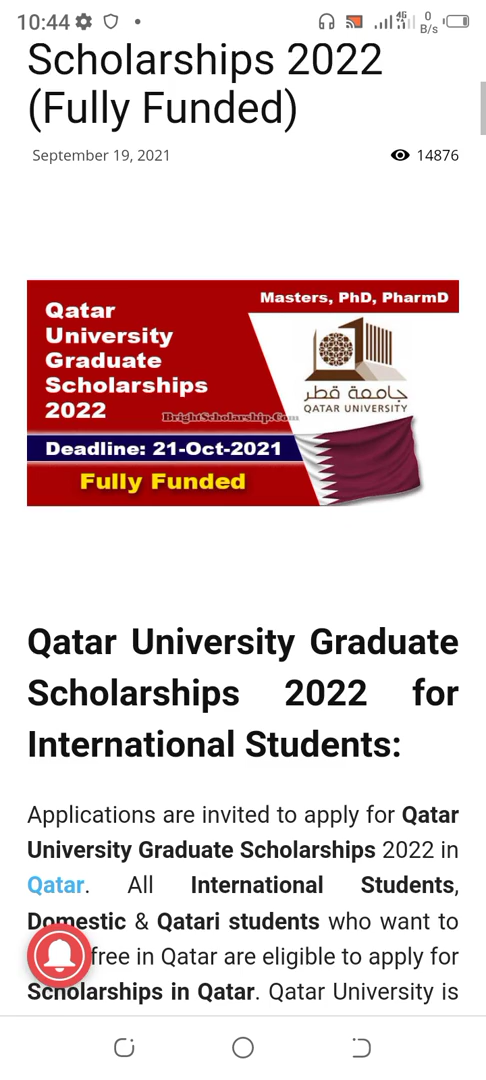 10:44
4G
0
B/s
Scholarships 2022
(Fully Funded)
September 19, 2021
14876
Masters, PhD, PharmD
Qatar
University
Graduate
Scholarships
2022
BrightScholarship.Com
جامعة قطر
QATAR UNIVERSITY
Deadline: 21-Oct-2021
Fully Funded
Qatar University Graduate
Scholarships 2022 for
International Students:
Applications are invited to apply for Qatar
University Graduate Scholarships 2022 in
Qatar. All International Students,
Domestic & Qatari students who want to
free in Qatar are eligible to apply for
Scholarships in Qatar. Qatar University is